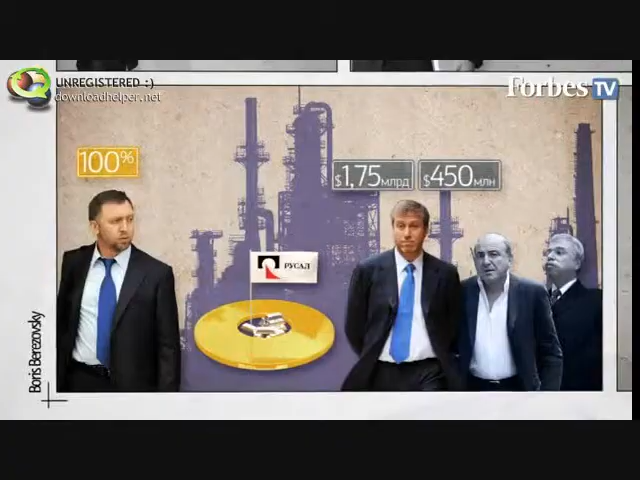 UNREGISTERED :)
downloadhelper.net
Forbes TV
100%
$1,75 млрд
$450 млн
РУСАЛ
Boris Berezovsky